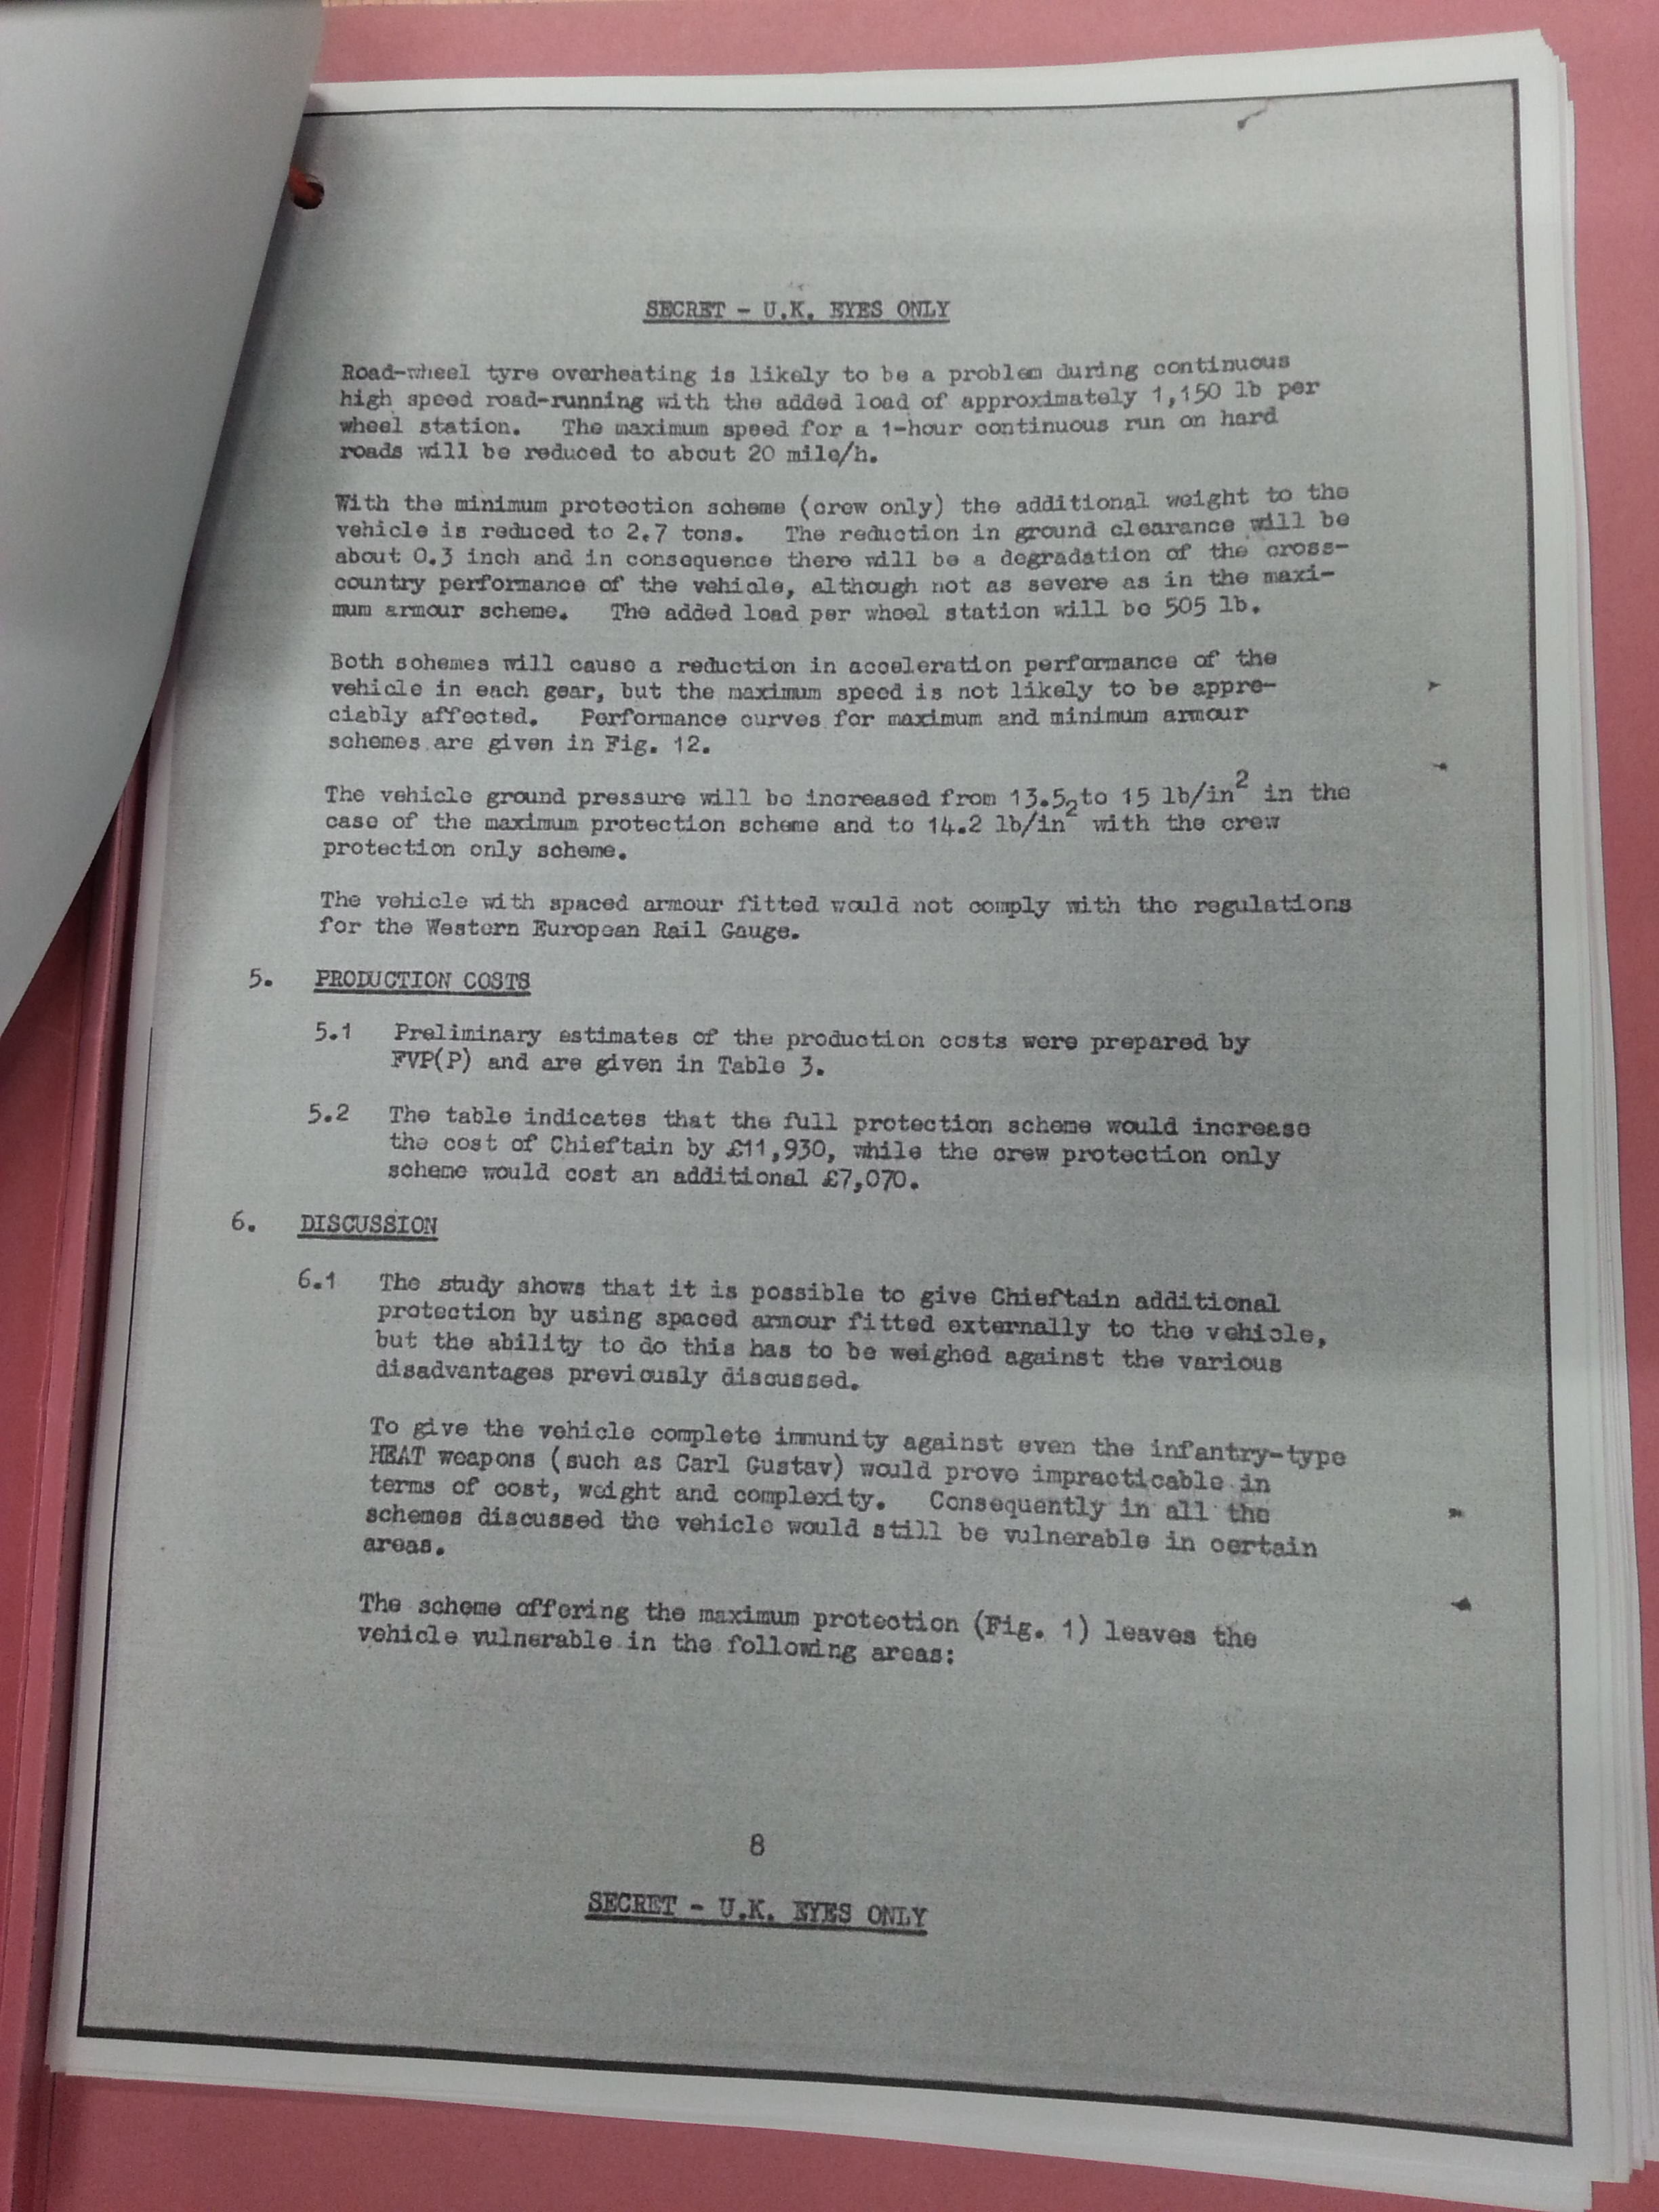 SECRET - U.K. EYES ONLY
Road-wheel tyre overheating is likely to be a problem during continuous
high speed road-running with the added load of approximately 1,150 lb per
wheel station. The maximum speed for a 1-hour continuous run on hard
roads will be reduced to about 20 mile/h.
With the minimum protection scheme (crew only) the additional weight to the
vehicle is reduced to 2.7 tons. The reduction in ground clearance will be
about 0.3 inch and in consequence there will be a degradation of the cross-
country performance of the vehicle, although not as severe as in the maxi-
mum armour scheme. The added load per wheel station will be 505 lb.
Both schemes will cause a reduction in acceleration performance of the
vehicle in each gear, but the maximum speed is not likely to be appre-
ciably affected. Performance curves for maximum and minimum armour
schemes are given in Fig. 12.
The vehicle ground pressure will be increased from 13.5 to 15 lb/in² in the
case of the maximum protection scheme and to 14.2 lb/in² with the crew
protection only scheme.
The vehicle with spaced armour fitted would not comply with the regulations
for the Western European Rail Gauge.
5. PRODUCTION COSTS
5.1 Preliminary estimates of the production costs were prepared by
FVP(P) and are given in Table 3.
5.2 The table indicates that the full protection scheme would increase
the cost of Chieftain by £11,930, while the crew protection only
scheme would cost an additional £7,070.
6. DISCUSSION
6.1 The study shows that it is possible to give Chieftain additional
protection by using spaced armour fitted externally to the vehicle,
but the ability to do this has to be weighed against the various
disadvantages previously discussed.
To give the vehicle complete immunity against even the infantry-type
HEAT weapons (such as Carl Gustav) would prove impracticable in
terms of cost, weight and complexity. Consequently in all the
schemes discussed the vehicle would still be vulnerable in certain
areas.
The scheme offering the maximum protection (Fig. 1) leaves the
vehicle vulnerable in the following areas:
8
SECRET - U.K. EYES ONLY